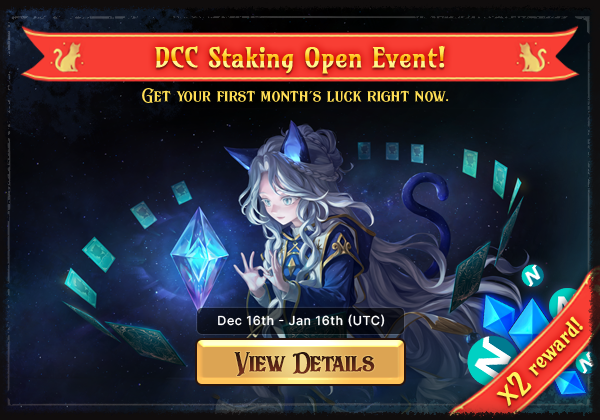 DCC Staking Open Event!
Get your first month's luck right now.
Dec 16th - Jan 16th (UTC)
View Details
X2 reward!